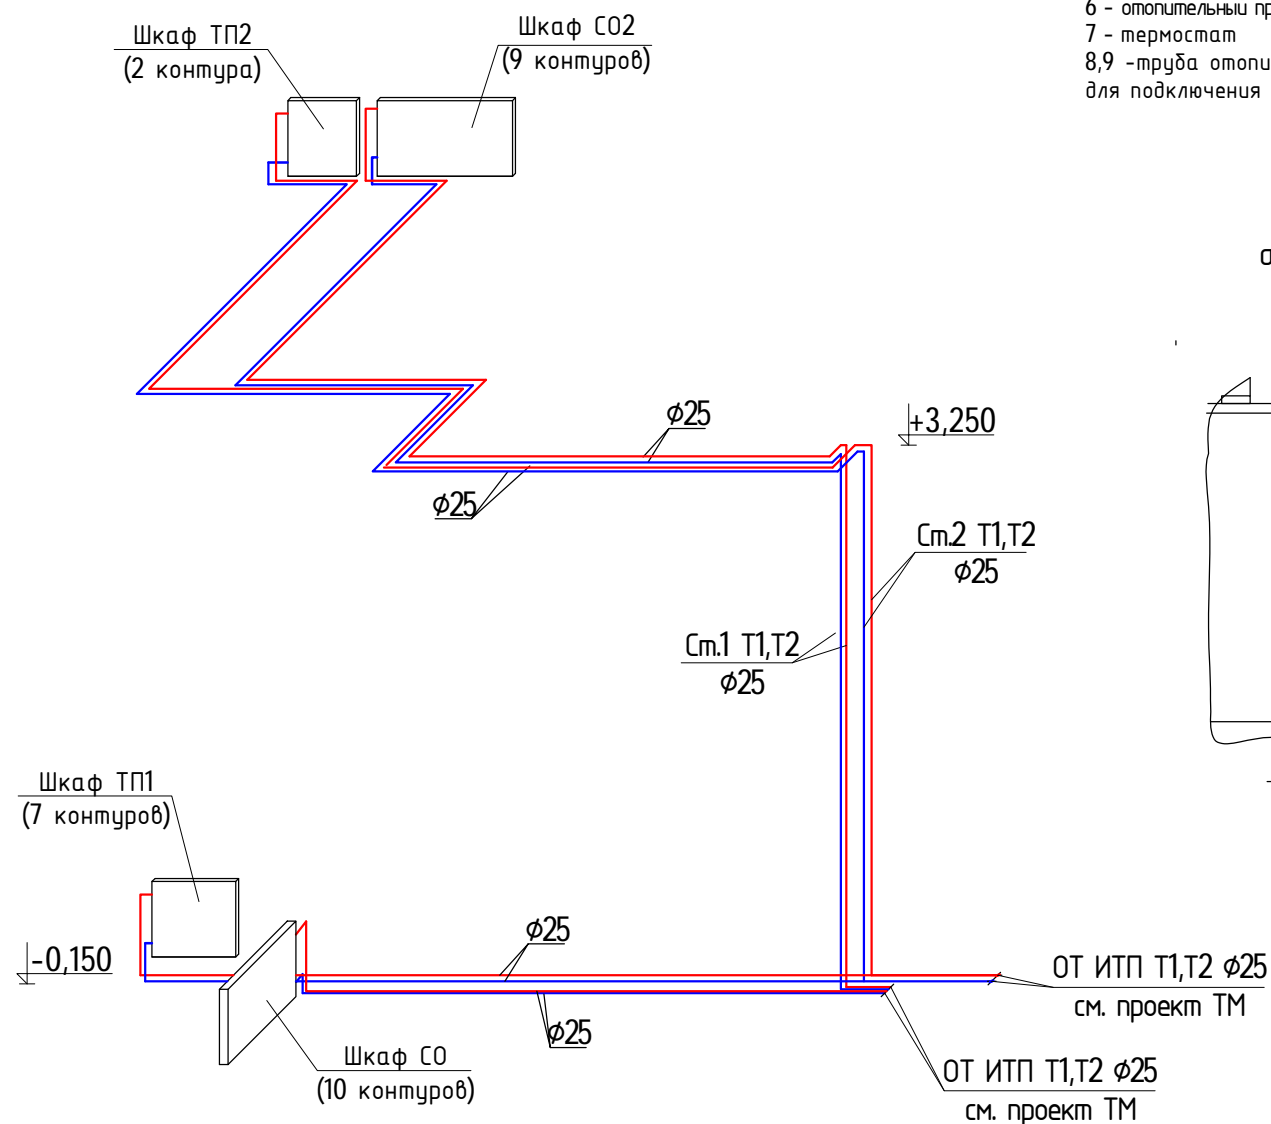 6 - отопительный
7 - термостат
8,9 -труба
для подключения
Шкаф ТП2
(2 контура)
Шкаф СО2
(9 контуров)
+3,250
ϕ25
ϕ25
Ст.2 Т1,Т2
ϕ25
Ст.1 Т1,Т2
ϕ25
Шкаф ТП1
(7 контуров)
-0,150
ϕ25
ϕ25
ОТ ИТП Т1,Т2 ϕ25
см. проект ТМ
Шкаф СО
(10 контуров)
ОТ ИТП Т1,Т2 ϕ25
см. проект ТМ